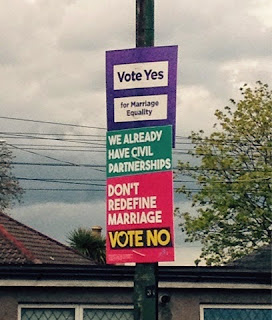 Vote Yes
for Marriage
Equality
WE ALREADY
HAVE CIVIL
PARTNERSHIPS
DON'T
REDEFINE
MARRIAGE
VOTE NO